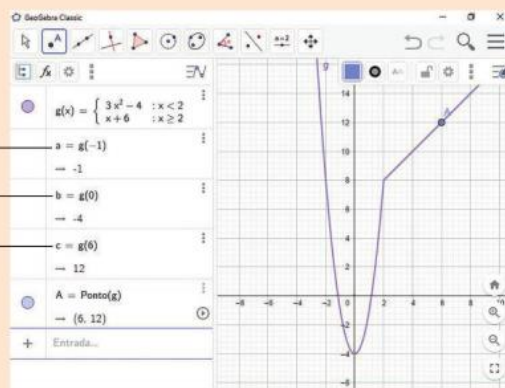 GeoGebra Classic
a=2
g(x) = { 3x² − 4 : x < 2
x + 6 : x ≥ 2
a = g(−1)
→ -1
b = g(0)
→ -4
c = g(6)
→ 12
A = Ponto(g)
→ (6, 12)
+ Entrada...
g
A
14
12
10
8
6
4
2
−8 −6 −4 −2 0 2 4 6 8
−2
−4
−6